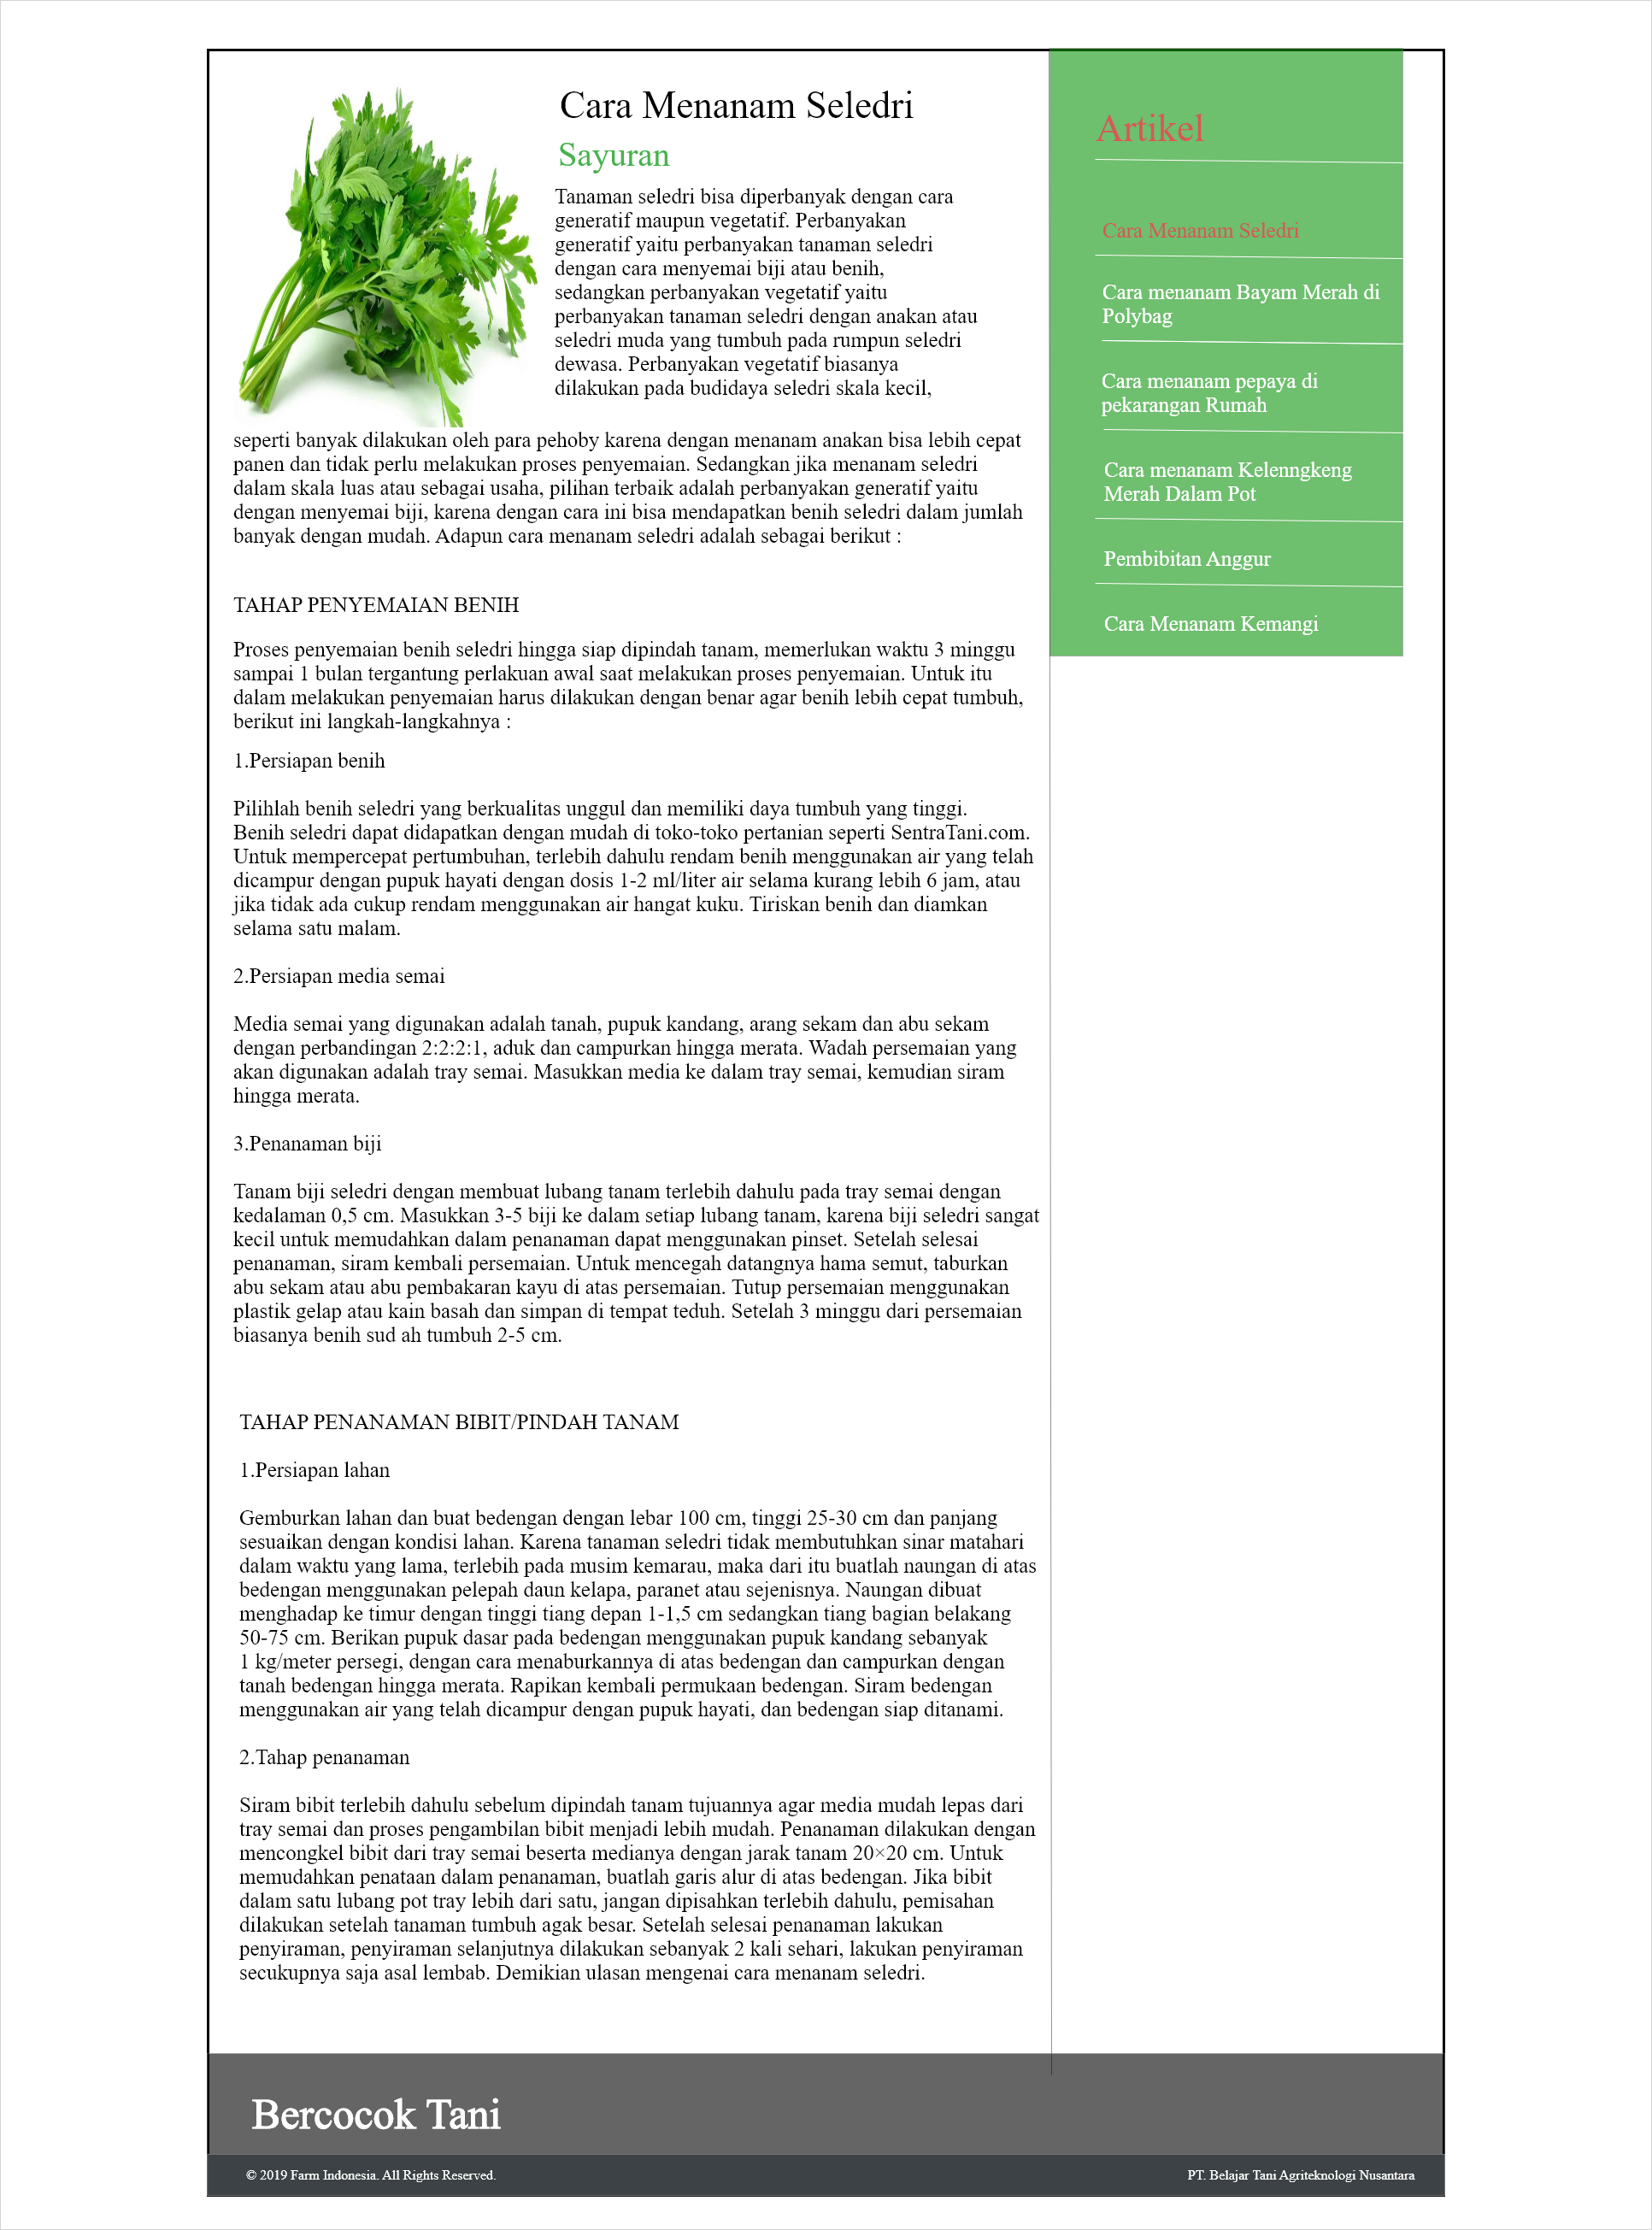 Cara Menanam Seledri
Sayuran
Tanaman seledri bisa diperbanyak dengan cara
generatif maupun vegetatif. Perbanyakan
generatif yaitu perbanyakan tanaman seledri
dengan cara menyemai biji atau benih,
sedangkan perbanyakan vegetatif yaitu
perbanyakan tanaman seledri dengan anakan atau
seledri muda yang tumbuh pada rumpun seledri
dewasa. Perbanyakan vegetatif biasanya
dilakukan pada budidaya seledri skala kecil,
seperti banyak dilakukan oleh para pehoby karena dengan menanam anakan bisa lebih cepat
panen dan tidak perlu melakukan proses penyemaian. Sedangkan jika menanam seledri
dalam skala luas atau sebagai usaha, pilihan terbaik adalah perbanyakan generatif yaitu
dengan menyemai biji, karena dengan cara ini bisa mendapatkan benih seledri dalam jumlah
banyak dengan mudah. Adapun cara menanam seledri adalah sebagai berikut :
TAHAP PENYEMAIAN BENIH
Proses penyemaian benih seledri hingga siap dipindah tanam, memerlukan waktu 3 minggu
sampai 1 bulan tergantung perlakuan awal saat melakukan proses penyemaian. Untuk itu
dalam melakukan penyemaian harus dilakukan dengan benar agar benih lebih cepat tumbuh,
berikut ini langkah-langkahnya :
1.Persiapan benih
Pilihlah benih seledri yang berkualitas unggul dan memiliki daya tumbuh yang tinggi.
Benih seledri dapat didapatkan dengan mudah di toko-toko pertanian seperti SentraTani.com.
Untuk mempercepat pertumbuhan, terlebih dahulu rendam benih menggunakan air yang telah
dicampur dengan pupuk hayati dengan dosis 1-2 ml/liter air selama kurang lebih 6 jam, atau
jika tidak ada cukup rendam menggunakan air hangat kuku. Tiriskan benih dan diamkan
selama satu malam.
2.Persiapan media semai
Media semai yang digunakan adalah tanah, pupuk kandang, arang sekam dan abu sekam
dengan perbandingan 2:2:2:1, aduk dan campurkan hingga merata. Wadah persemaian yang
akan digunakan adalah tray semai. Masukkan media ke dalam tray semai, kemudian siram
hingga merata.
3.Penanaman biji
Tanam biji seledri dengan membuat lubang tanam terlebih dahulu pada tray semai dengan
kedalaman 0,5 cm. Masukkan 3-5 biji ke dalam setiap lubang tanam, karena biji seledri sangat
kecil untuk memudahkan dalam penanaman dapat menggunakan pinset. Setelah selesai
penanaman, siram kembali persemaian. Untuk mencegah datangnya hama semut, taburkan
abu sekam atau abu pembakaran kayu di atas persemaian. Tutup persemaian menggunakan
plastik gelap atau kain basah dan simpan di tempat teduh. Setelah 3 minggu dari persemaian
biasanya benih sud ah tumbuh 2-5 cm.
TAHAP PENANAMAN BIBIT/PINDAH TANAM
1.Persiapan lahan
Gemburkan lahan dan buat bedengan dengan lebar 100 cm, tinggi 25-30 cm dan panjang
sesuaikan dengan kondisi lahan. Karena tanaman seledri tidak membutuhkan sinar matahari
dalam waktu yang lama, terlebih pada musim kemarau, maka dari itu buatlah naungan di atas
bedengan menggunakan pelepah daun kelapa, paranet atau sejenisnya. Naungan dibuat
menghadap ke timur dengan tinggi tiang depan 1-1,5 cm sedangkan tiang bagian belakang
50-75 cm. Berikan pupuk dasar pada bedengan menggunakan pupuk kandang sebanyak
1 kg/meter persegi, dengan cara menaburkannya di atas bedengan dan campurkan dengan
tanah bedengan hingga merata. Rapikan kembali permukaan bedengan. Siram bedengan
menggunakan air yang telah dicampur dengan pupuk hayati, dan bedengan siap ditanami.
2.Tahap penanaman
Siram bibit terlebih dahulu sebelum dipindah tanam tujuannya agar media mudah lepas dari
tray semai dan proses pengambilan bibit menjadi lebih mudah. Penanaman dilakukan dengan
mencongkel bibit dari tray semai beserta medianya dengan jarak tanam 20×20 cm. Untuk
memudahkan penataan dalam penanaman, buatlah garis alur di atas bedengan. Jika bibit
dalam satu lubang pot tray lebih dari satu, jangan dipisahkan terlebih dahulu, pemisahan
dilakukan setelah tanaman tumbuh agak besar. Setelah selesai penanaman lakukan
penyiraman, penyiraman selanjutnya dilakukan sebanyak 2 kali sehari, lakukan penyiraman
secukupnya saja asal lembab. Demikian ulasan mengenai cara menanam seledri.
Artikel
Cara Menanam Seledri
Cara menanam Bayam Merah di
Polybag
Cara menanam pepaya di
pekarangan Rumah
Cara menanam Kelenngkeng
Merah Dalam Pot
Pembibitan Anggur
Cara Menanam Kemangi
Bercocok Tani
© 2019 Farm Indonesia. All Rights Reserved.
PT. Belajar Tani Agriteknologi Nusantara